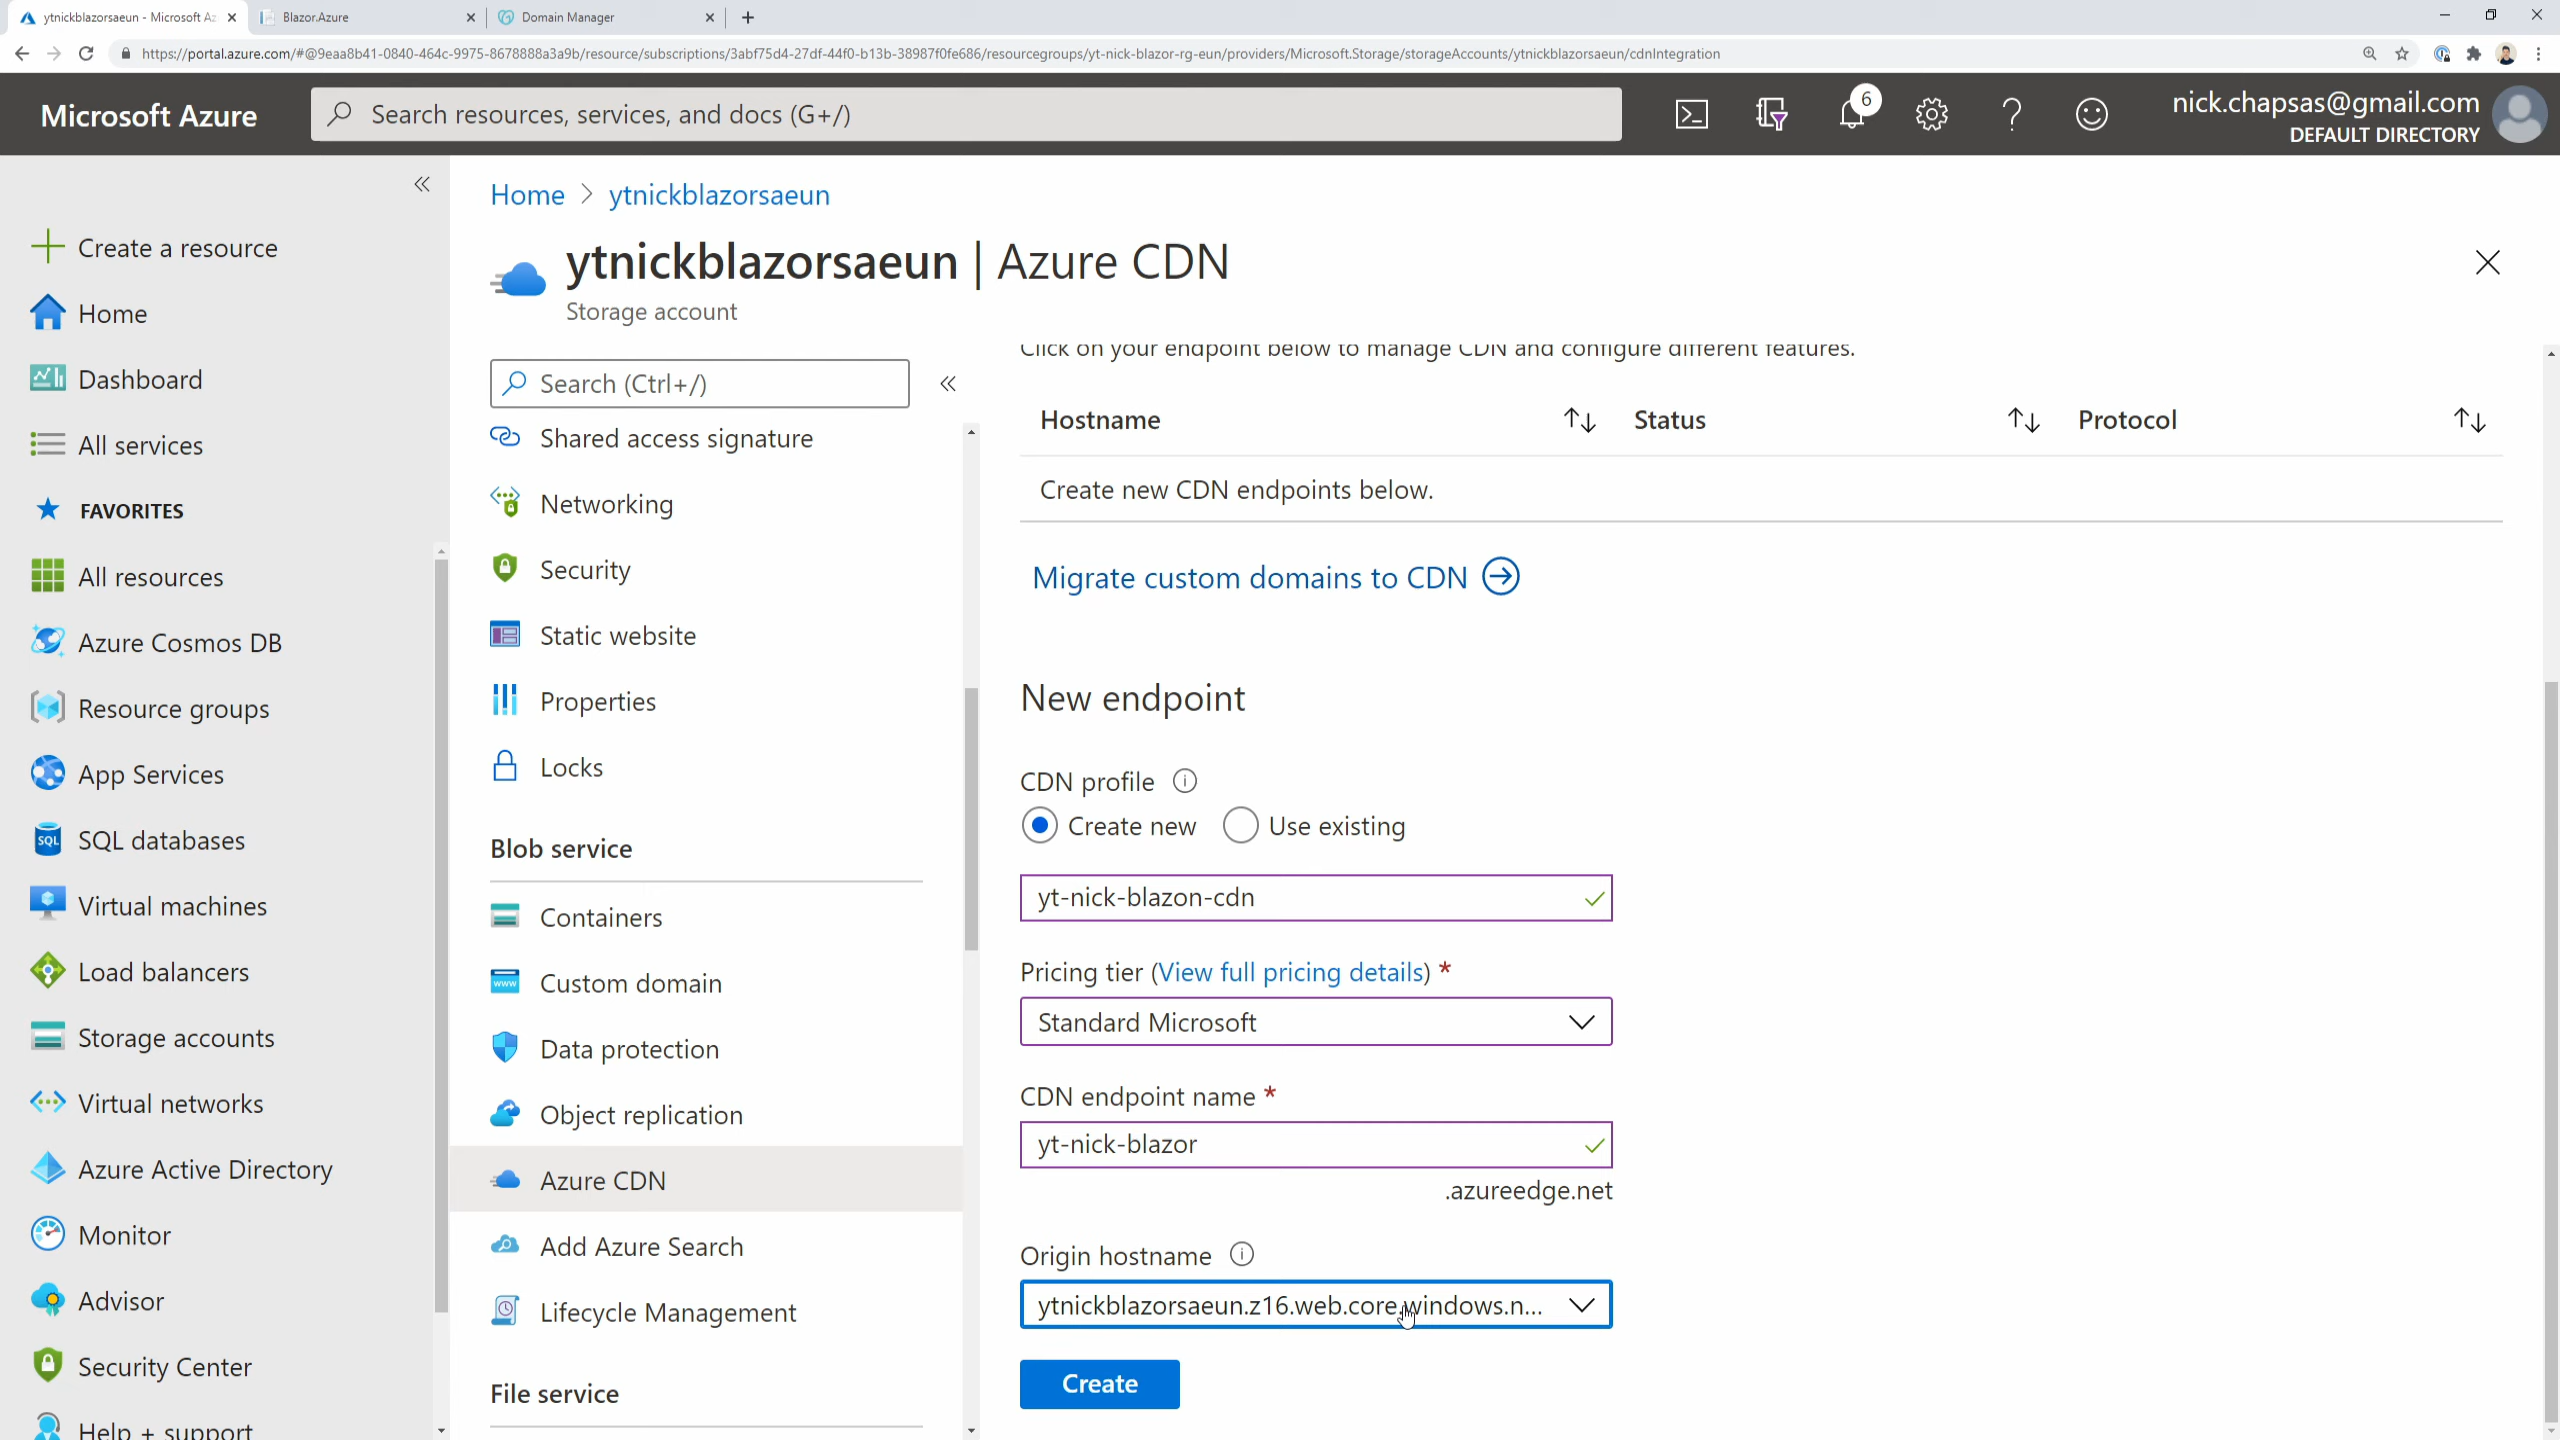 ytnickblazorsaeun - Microsoft Az
Blazor.Azure
Domain Manager
https://portal.azure.com/#@9eaa8b41-0840-464c-9975-8678888a3a9b/resource/subscriptions/3abf75d4-27df-44f0-b13b-38987f0fe686/resourcegroups/yt-nick-blazor-rg-eun/providers/Microsoft.Storage/storageAccounts/ytnickblazorsaeun/cdnIntegration
Microsoft Azure
Search resources, services, and docs (G+/)
6
nick.chapsas@gmail.com
DEFAULT DIRECTORY
Create a resource
Home
Dashboard
All services
FAVORITES
All resources
Azure Cosmos DB
Resource groups
App Services
SQL
SQL databases
Virtual machines
Load balancers
Storage accounts
Virtual networks
Azure Active Directory
Monitor
Advisor
Security Center
Help + support
Home > ytnickblazorsaeun
ytnickblazorsaeun | Azure CDN
Storage account
Search (Ctrl+/)
Shared access signature
Networking
Security
Static website
Properties
Locks
Blob service
Containers
www
Custom domain
Data protection
Object replication
Azure CDN
Add Azure Search
Lifecycle Management
File service
Click on your endpoint below to manage CDN and configure different features.
Hostname
Status
Protocol
Create new CDN endpoints below.
Migrate custom domains to CDN
New endpoint
CDN profile
Create new
Use existing
yt-nick-blazon-cdn
Pricing tier (View full pricing details) *
Standard Microsoft
CDN endpoint name *
yt-nick-blazor
.azureedge.net
Origin hostname
ytnickblazorsaeun.z16.web.core.windows.n...
Create